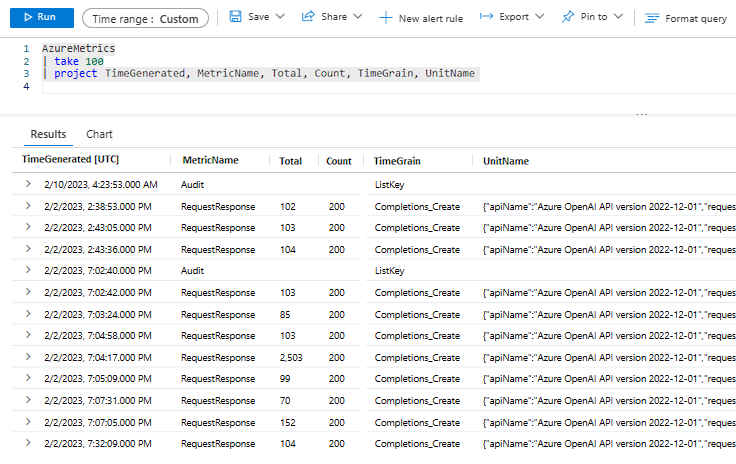 Run Time range : Custom Save Share New alert rule Export Pin to Format query
1 AzureMetrics
2 | take 100
3 | project TimeGenerated, MetricName, Total, Count, TimeGrain, UnitName
4
...
Results Chart
TimeGenerated [UTC] MetricName Total Count TimeGrain UnitName
2/10/2023, 4:23:53.000 AM Audit ListKey
2/2/2023, 2:38:53.000 PM RequestResponse 102 200 Completions_Create {"apiName":"Azure OpenAI API version 2022-12-01","reques
2/2/2023, 2:43:05.000 PM RequestResponse 103 200 Completions_Create {"apiName":"Azure OpenAI API version 2022-12-01","reques
2/2/2023, 2:43:36.000 PM RequestResponse 104 200 Completions_Create {"apiName":"Azure OpenAI API version 2022-12-01","reques
2/2/2023, 7:02:40.000 PM Audit ListKey
2/2/2023, 7:02:42.000 PM RequestResponse 103 200 Completions_Create {"apiName":"Azure OpenAI API version 2022-12-01","reques
2/2/2023, 7:03:24.000 PM RequestResponse 85 200 Completions_Create {"apiName":"Azure OpenAI API version 2022-12-01","reques
2/2/2023, 7:04:58.000 PM RequestResponse 103 200 Completions_Create {"apiName":"Azure OpenAI API version 2022-12-01","reques
2/2/2023, 7:04:17.000 PM RequestResponse 2,503 200 Completions_Create {"apiName":"Azure OpenAI API version 2022-12-01","reques
2/2/2023, 7:05:09.000 PM RequestResponse 99 200 Completions_Create {"apiName":"Azure OpenAI API version 2022-12-01","reques
2/2/2023, 7:07:31.000 PM RequestResponse 70 200 Completions_Create {"apiName":"Azure OpenAI API version 2022-12-01","reques
2/2/2023, 7:07:05.000 PM RequestResponse 152 200 Completions_Create {"apiName":"Azure OpenAI API version 2022-12-01","reques
2/2/2023, 7:32:09.000 PM RequestResponse 104 200 Completions_Create {"apiName":"Azure OpenAI API version 2022-12-01","reques